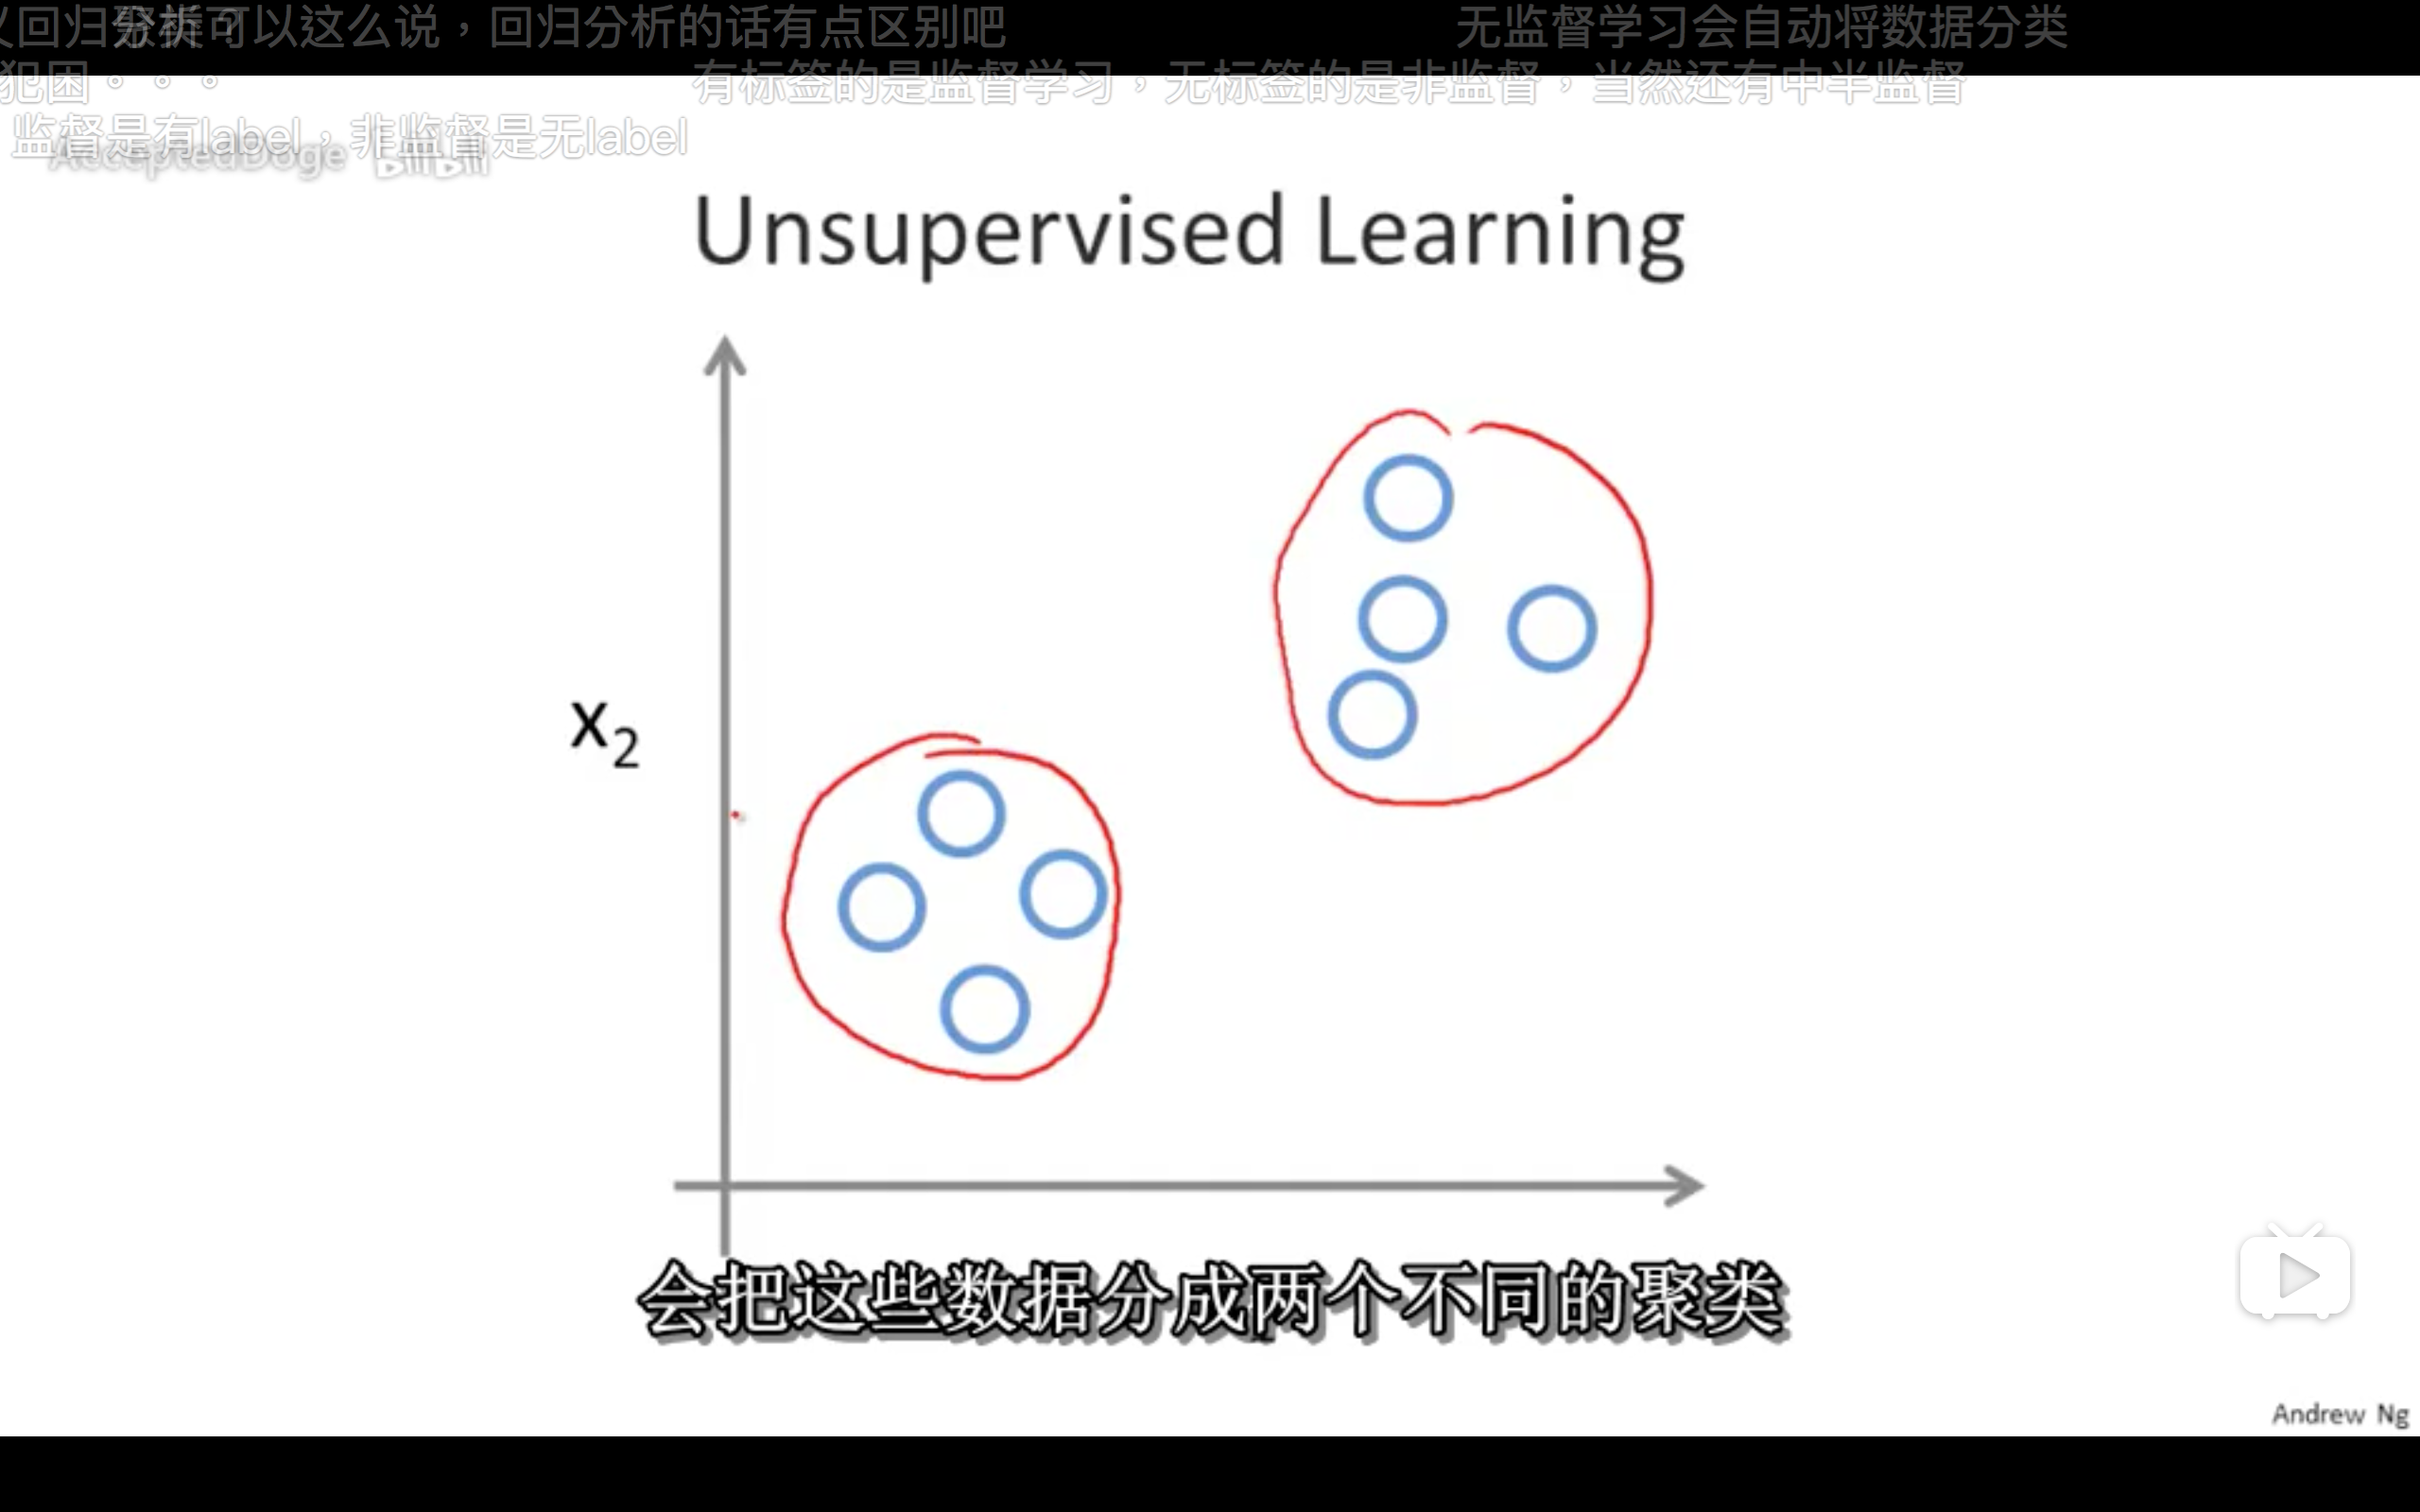 回归分析可以这么说，回归分析的话有点区别吧
无监督学习会自动将数据分类
犯困。。。
有标签的是监督学习，无标签的是非监督，当然还有中半监督
监督是有label，非监督是无label
AcceptedDoge bilibili
Unsupervised Learning
x₂
会把这些数据分成两个不同的聚类
Andrew Ng